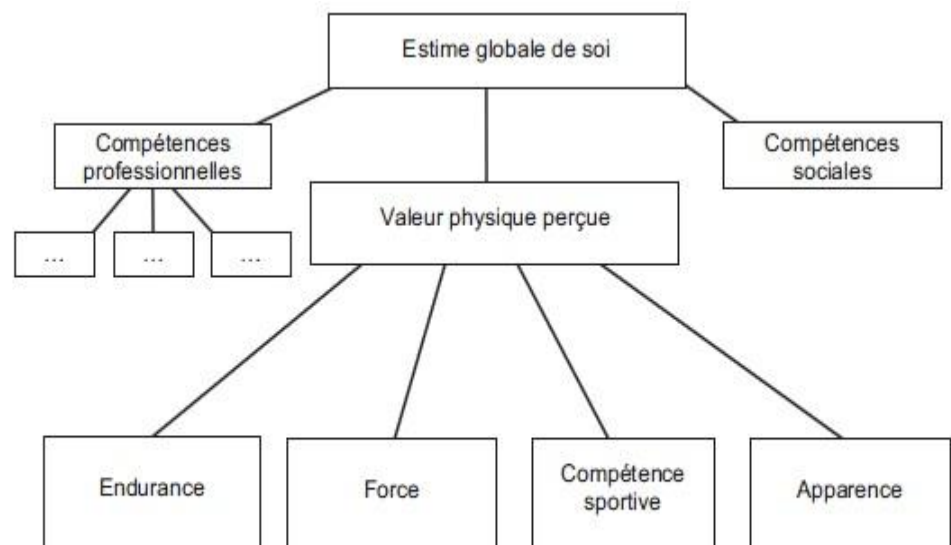 Estime globale de soi
Compétences
professionnelles
Compétences
sociales
Valeur physique perçue
...
...
...
Endurance
Force
Compétence
sportive
Apparence